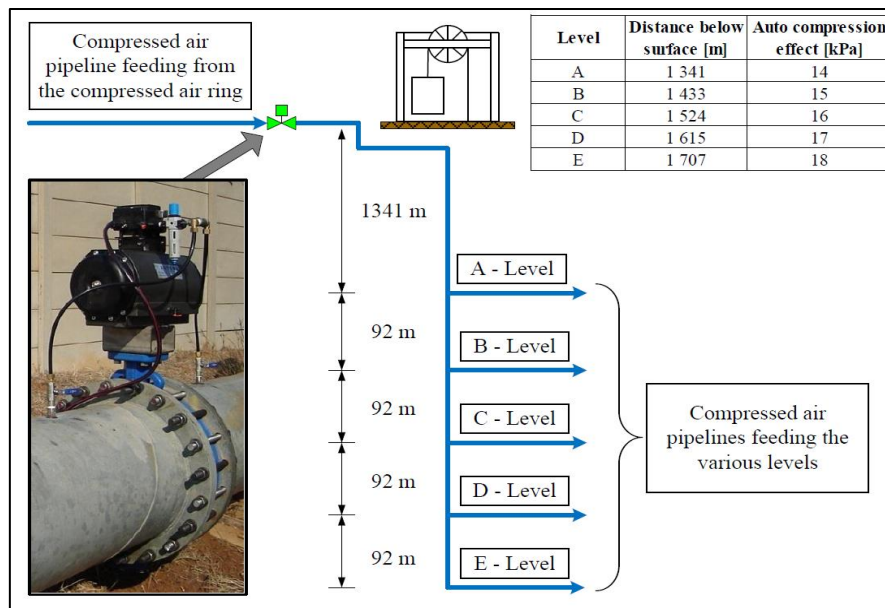 Compressed air
pipeline feeding from
the compressed air ring
Level Distance below surface [m] Auto compression effect [kPa]
A 1 341 14
B 1 433 15
C 1 524 16
D 1 615 17
E 1 707 18
1341 m
A - Level
92 m
B - Level
92 m
C - Level
92 m
D - Level
92 m
E - Level
Compressed air
pipelines feeding the
various levels